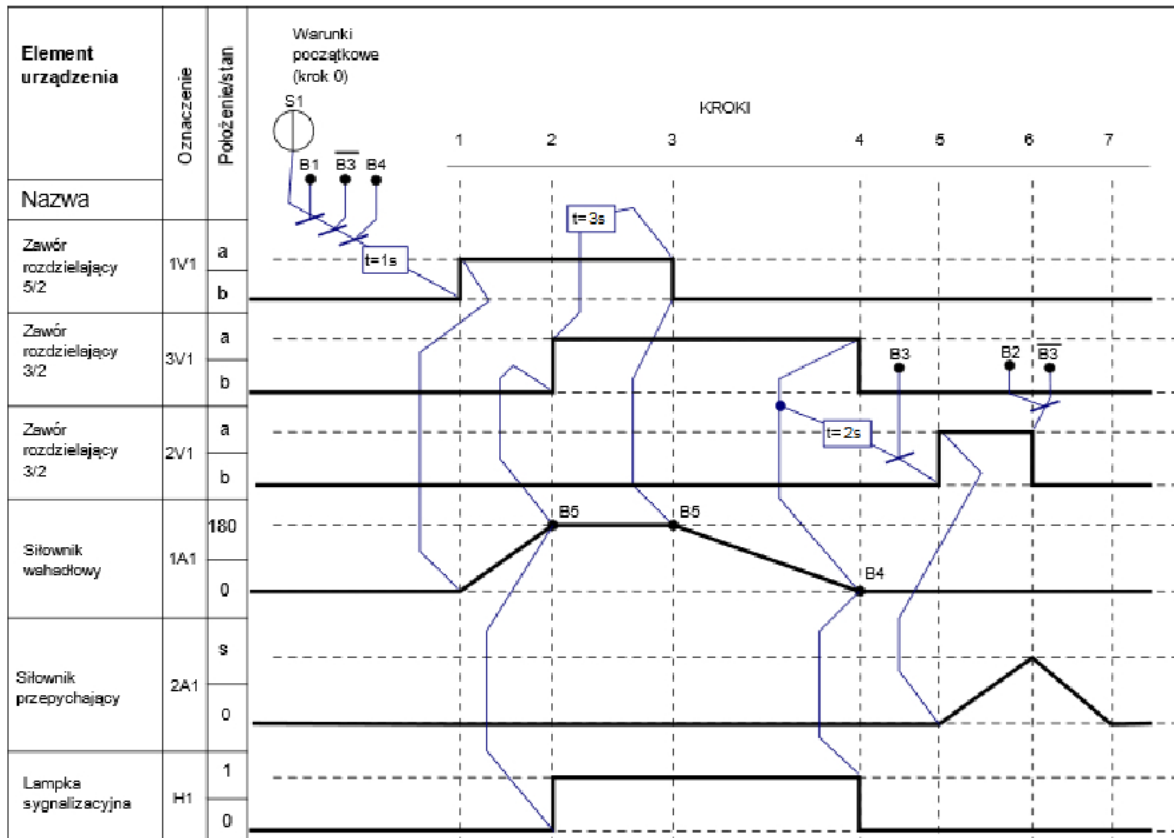 Element
urządzenia
Nazwa
Oznaczenie
Położenie/stan
Warunki
początkowe
(krok 0)
S1
B1
B3
B4
KROKI
1 2 3 4 5 6 7
Zawór
rozdzielający
5/2
1V1
a
b
t=1s
t=3s
Zawór
rozdzielający
3/2
3V1
a
b
B3
B2
B3
Zawór
rozdzielający
3/2
2V1
a
b
t=2s
Siłownik
wahadłowy
1A1
180
0
B5
B5
B4
Siłownik
przepychający
2A1
s
0
Lampka
sygnalizacyjna
H1
1
0